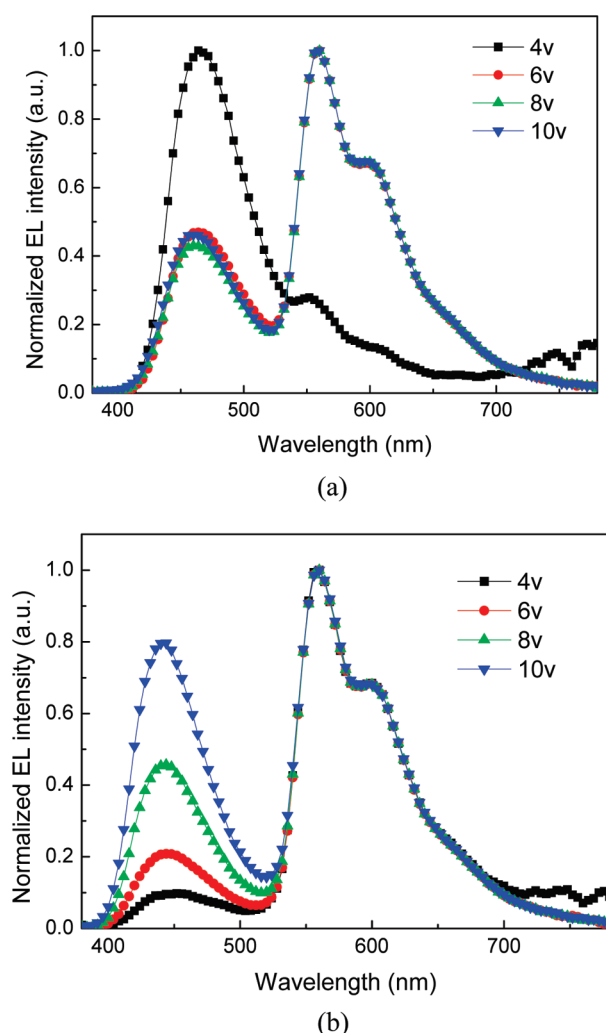 Normalized EL intensity (a.u.)
1.0
0.8
0.6
0.4
0.2
0.0
4v
6v
8v
10v
400
500
600
700
Wavelength (nm)
(a)
Normalized EL intensity (a.u.)
1.0
0.8
0.6
0.4
0.2
0.0
4v
6v
8v
10v
400
500
600
700
Wavelength (nm)
(b)